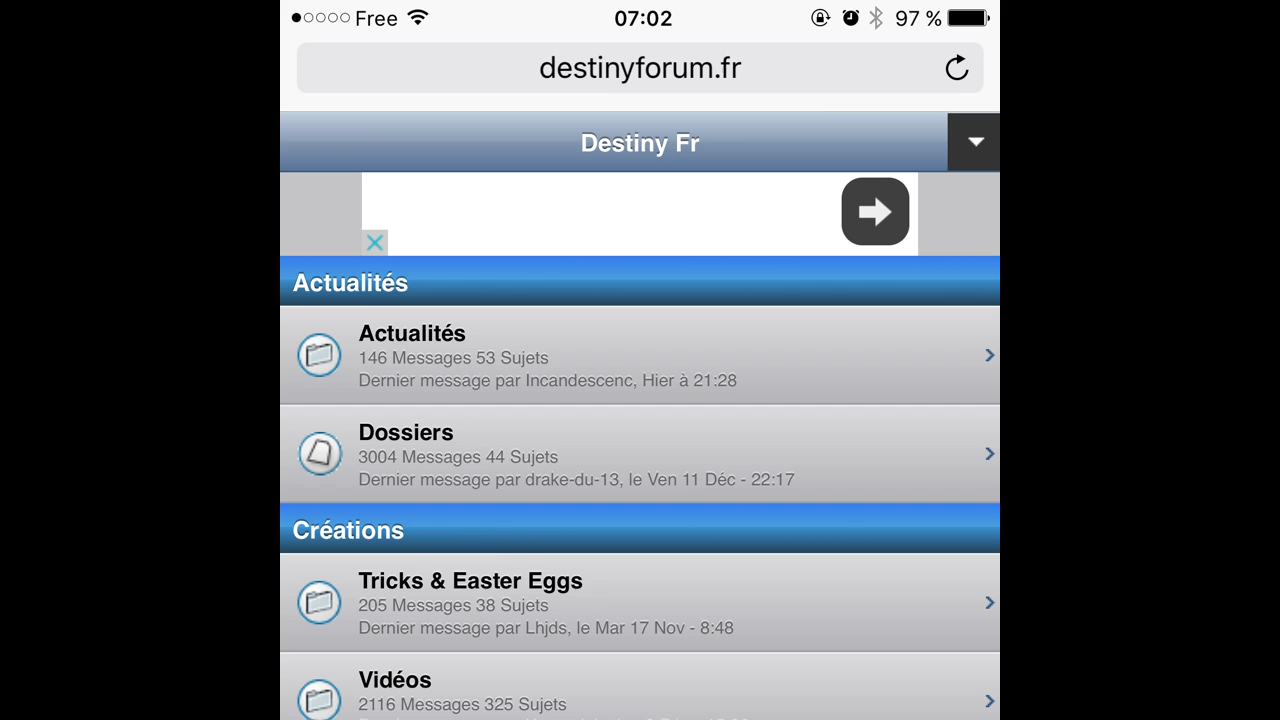 Free 07:02 97 %
destinyforum.fr
Destiny Fr
Actualités
Actualités
146 Messages 53 Sujets
Dernier message par Incandescenc, Hier à 21:28
Dossiers
3004 Messages 44 Sujets
Dernier message par drake-du-13, le Ven 11 Déc - 22:17
Créations
Tricks & Easter Eggs
205 Messages 38 Sujets
Dernier message par Lhjds, le Mar 17 Nov - 8:48
Vidéos
2116 Messages 325 Sujets